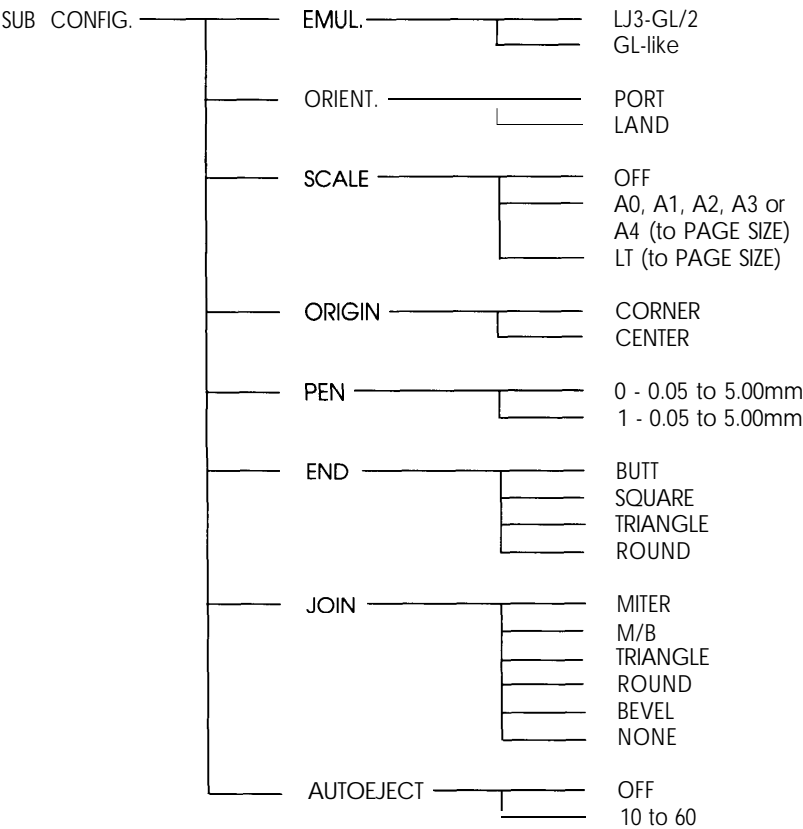 SUB CONFIG. EMUL. LJ3-GL/2
GL-like
ORIENT. PORT
LAND
SCALE OFF
A0, A1, A2, A3 or
A4 (to PAGE SIZE)
LT (to PAGE SIZE)
ORIGIN CORNER
CENTER
PEN 0 - 0.05 to 5.00mm
1 - 0.05 to 5.00mm
END BUTT
SQUARE
TRIANGLE
ROUND
JOIN MITER
M/B
TRIANGLE
ROUND
BEVEL
NONE
AUTOEJECT OFF
10 to 60